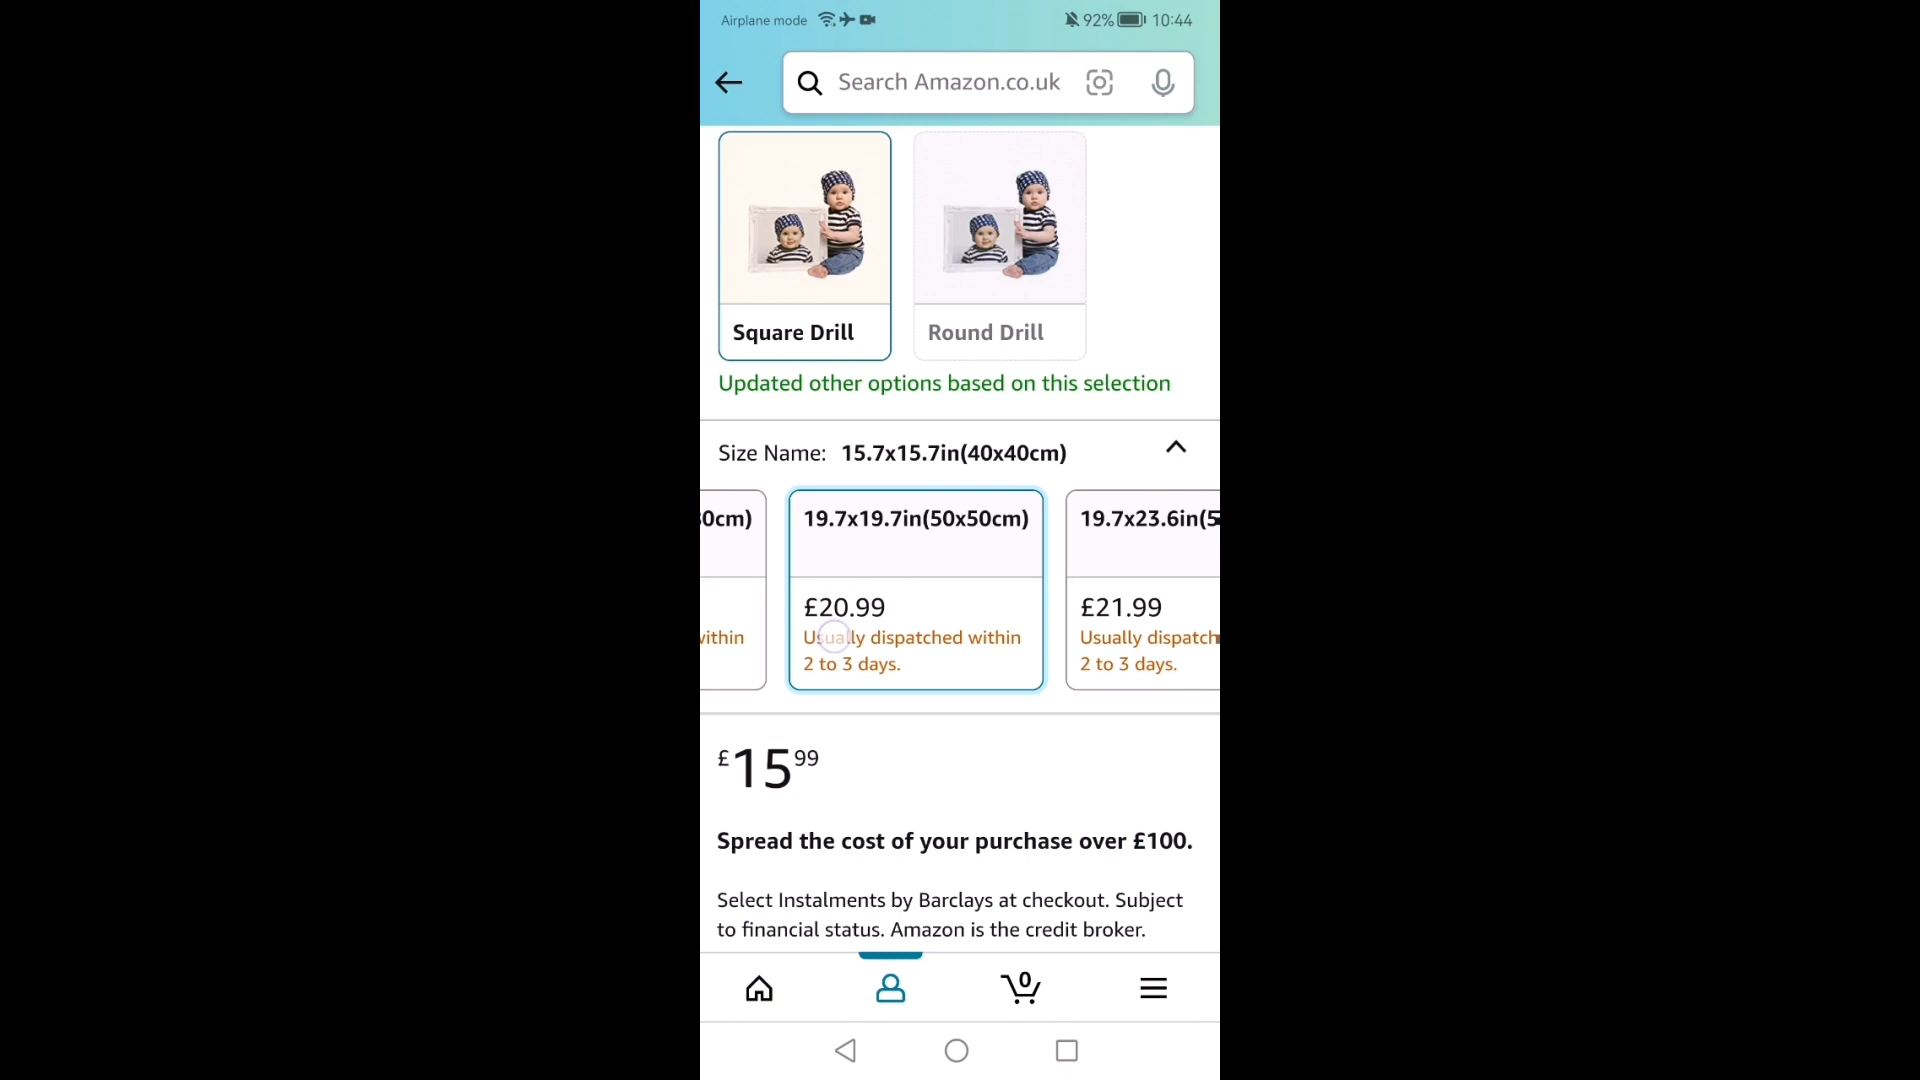 Airplane mode
92%
10:44
Search Amazon.co.uk
Square Drill
Round Drill
Updated other options based on this selection
Size Name: 15.7x15.7in(40x40cm)
0cm)
19.7x19.7in(50x50cm)
19.7x23.6in(5
£20.99
£21.99
within
Usually dispatched within
2 to 3 days.
Usually dispatch
2 to 3 days.
£15 99
Spread the cost of your purchase over £100.
Select Instalments by Barclays at checkout. Subject
to financial status. Amazon is the credit broker.
0